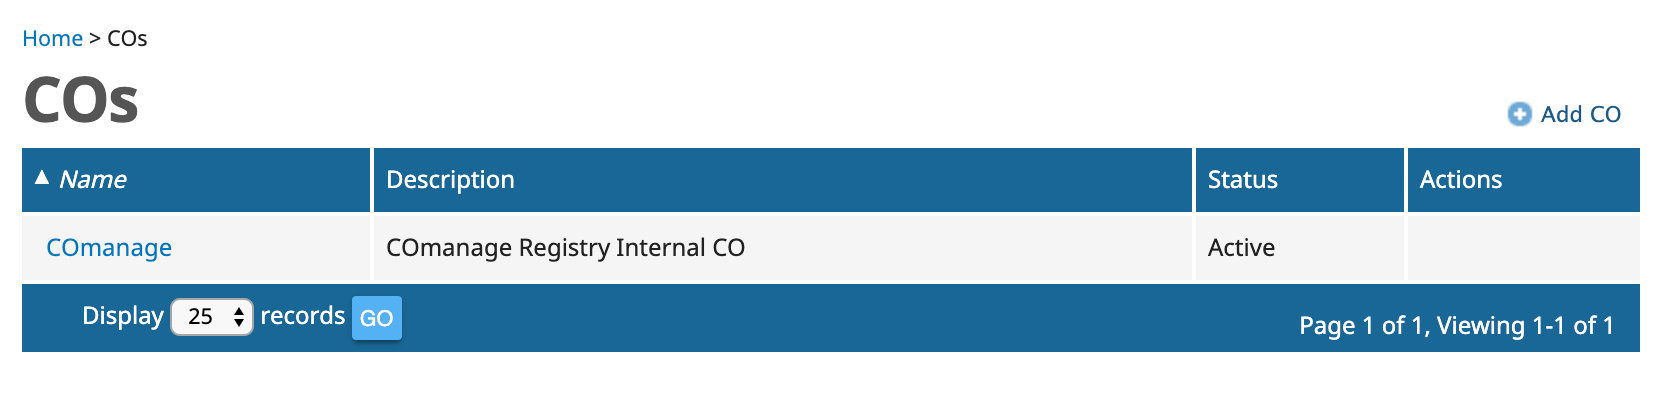 Home > COs
COs
Add CO
▲ Name Description Status Actions
COmanage COmanage Registry Internal CO Active
Display 25 records GO
Page 1 of 1, Viewing 1-1 of 1